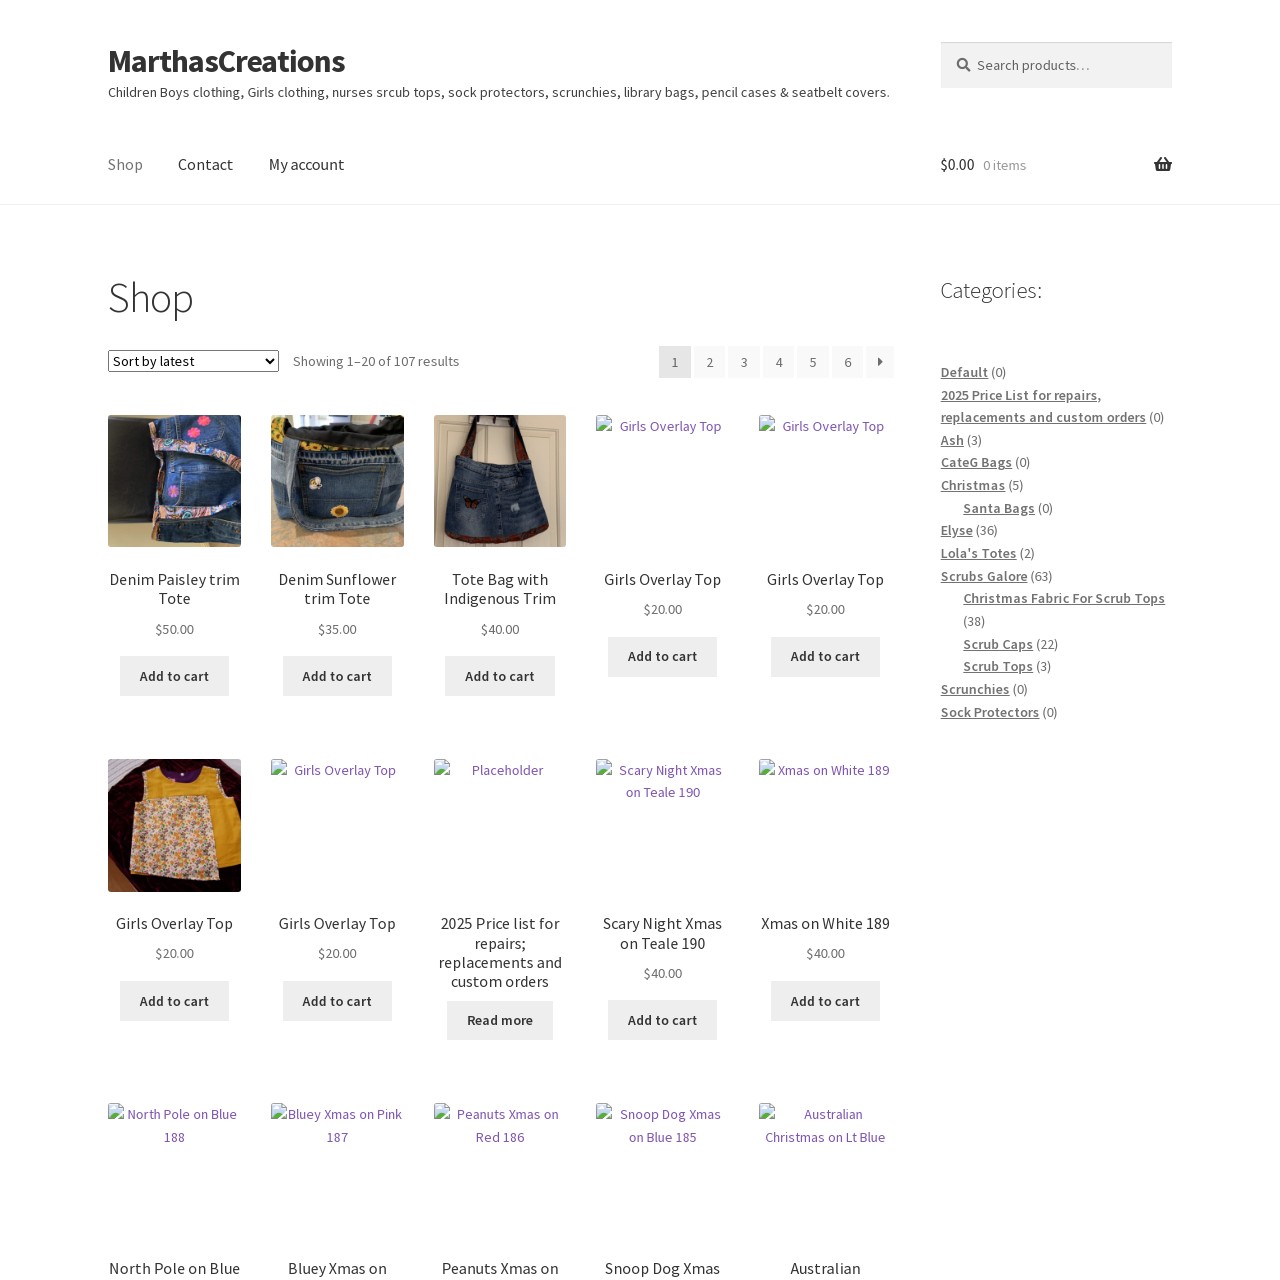 MarthasCreations
Children Boys clothing, Girls clothing, nurses srcub tops, sock protectors, scrunchies, library bags, pencil cases & seatbelt covers.
Search products…
Shop
Contact
My account
$0.00 0 items
Shop
Sort by latest
Showing 1–20 of 107 results
1 2 3 4 5 6
Denim Paisley trim
Tote
$50.00
Add to cart
Denim Sunflower
trim Tote
$35.00
Add to cart
Tote Bag with
Indigenous Trim
$40.00
Add to cart
Girls Overlay Top
Girls Overlay Top
$20.00
Add to cart
Girls Overlay Top
Girls Overlay Top
$20.00
Add to cart
Girls Overlay Top
$20.00
Add to cart
Girls Overlay Top
Girls Overlay Top
$20.00
Add to cart
Placeholder
2025 Price list for
repairs;
replacements and
custom orders
Read more
Scary Night Xmas
on Teale 190
Scary Night Xmas
on Teale 190
$40.00
Add to cart
Xmas on White 189
Xmas on White 189
$40.00
Add to cart
North Pole on Blue
188
North Pole on Blue
Bluey Xmas on Pink
187
Bluey Xmas on
Peanuts Xmas on
Red 186
Peanuts Xmas on
Snoop Dog Xmas
on Blue 185
Snoop Dog Xmas
Australian
Christmas on Lt Blue
Australian
Categories:
Default (0)
2025 Price List for repairs,
replacements and custom orders (0)
Ash (3)
CateG Bags (0)
Christmas (5)
Santa Bags (0)
Elyse (36)
Lola's Totes (2)
Scrubs Galore (63)
Christmas Fabric For Scrub Tops
(38)
Scrub Caps (22)
Scrub Tops (3)
Scrunchies (0)
Sock Protectors (0)